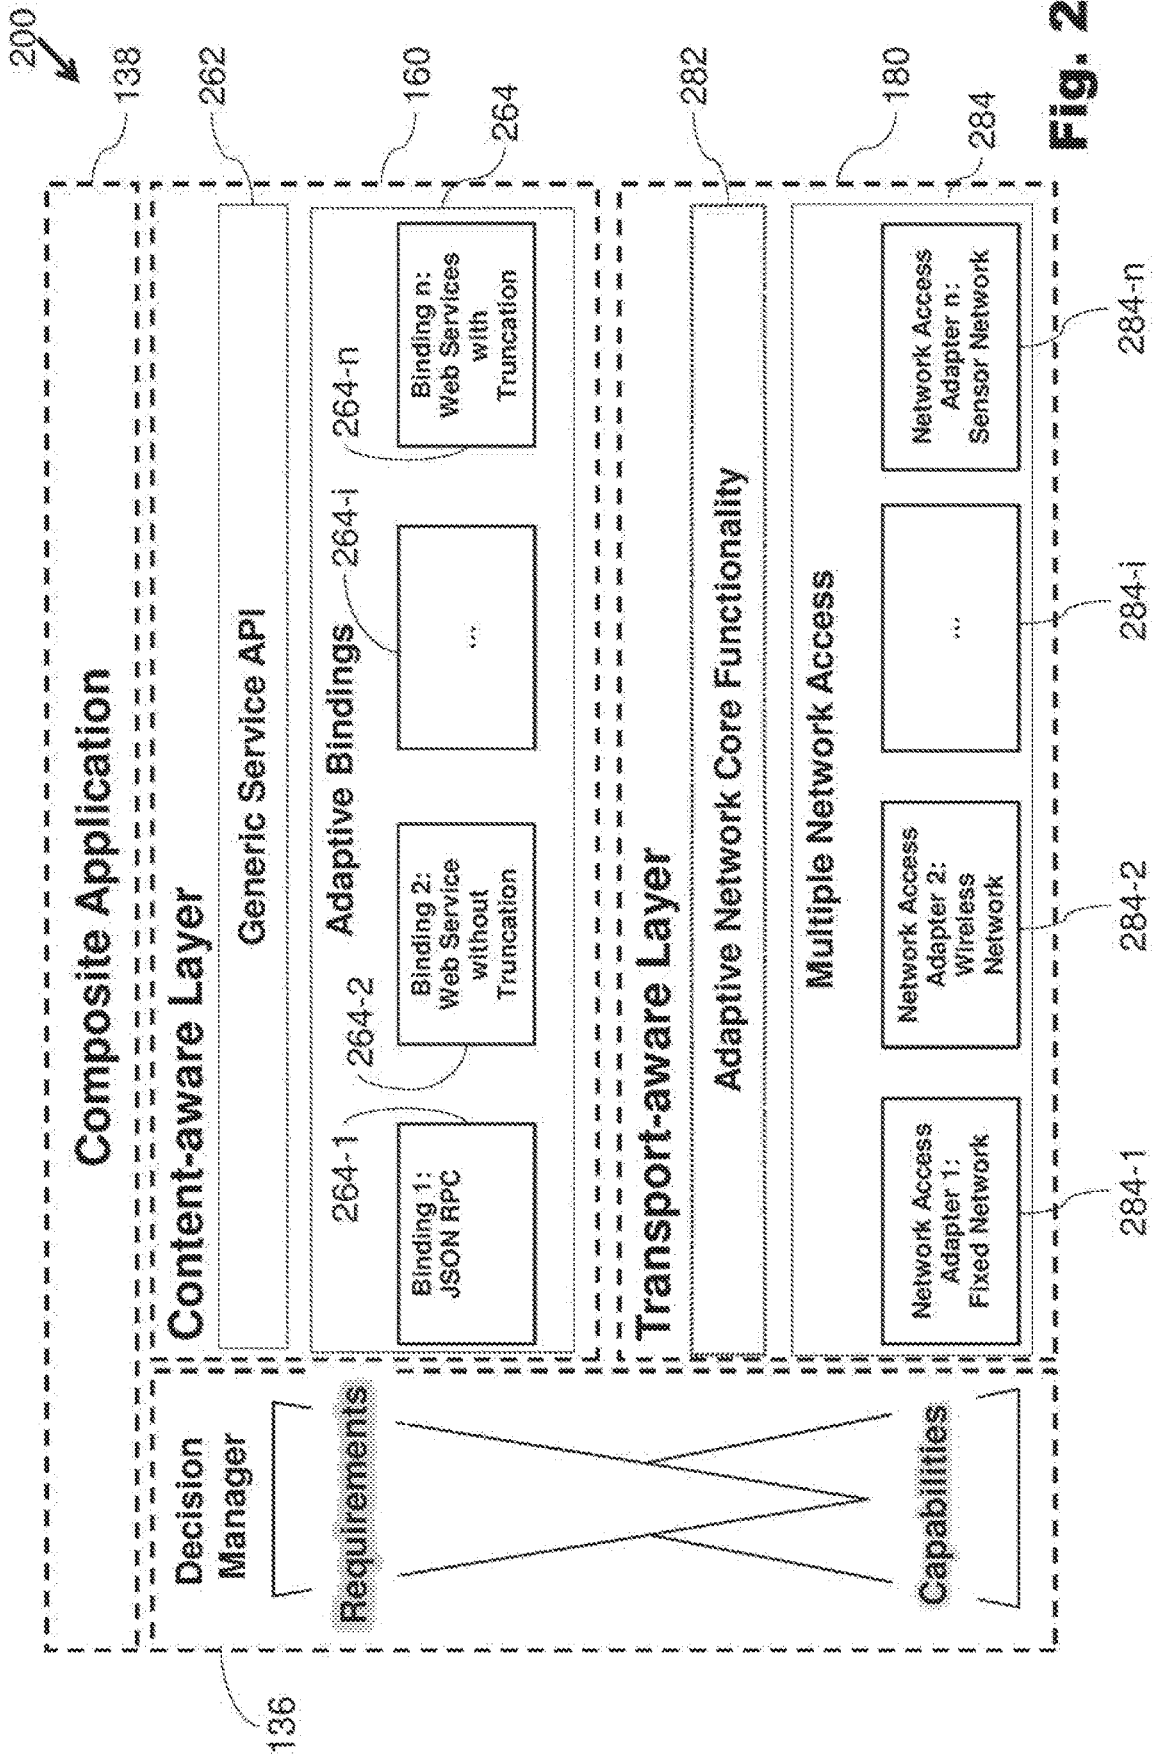 200
138
Composite Application
136
Decision
Manager
Requirements
Capabilities
Content-aware Layer
262
Generic Service API
160
264
Adaptive Bindings
264-1
Binding 1:
JSON RPC
264-2
Binding 2:
Web Service
without
Truncation
264-i
...
264-n
Binding n:
Web Services
with
Truncation
Transport-aware Layer
282
Adaptive Network Core Functionality
180
284
Multiple Network Access
Network Access
Adapter 1:
Fixed Network
284-1
Network Access
Adapter 2:
Wireless
Network
284-2
...
284-i
Network Access
Adapter n:
Sensor Network
284-n
Fig. 2